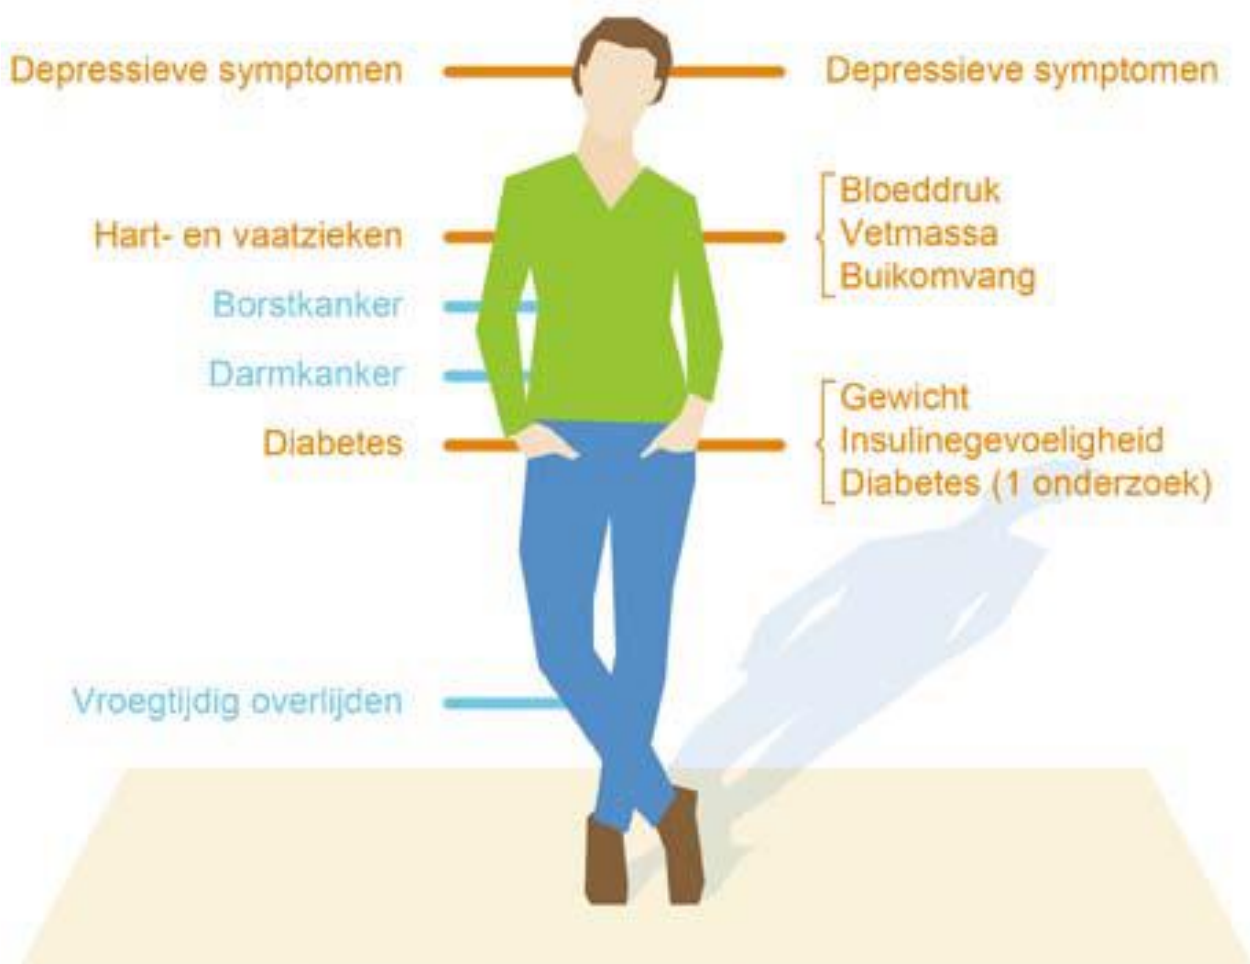 Depressieve symptomen
Hart- en vaatzieken
Borstkanker
Darmkanker
Diabetes
Vroegtijdig overlijden
Depressieve symptomen
Bloeddruk
Vetmassa
Buikomvang
Gewicht
Insulinegevoeligheid
Diabetes (1 onderzoek)